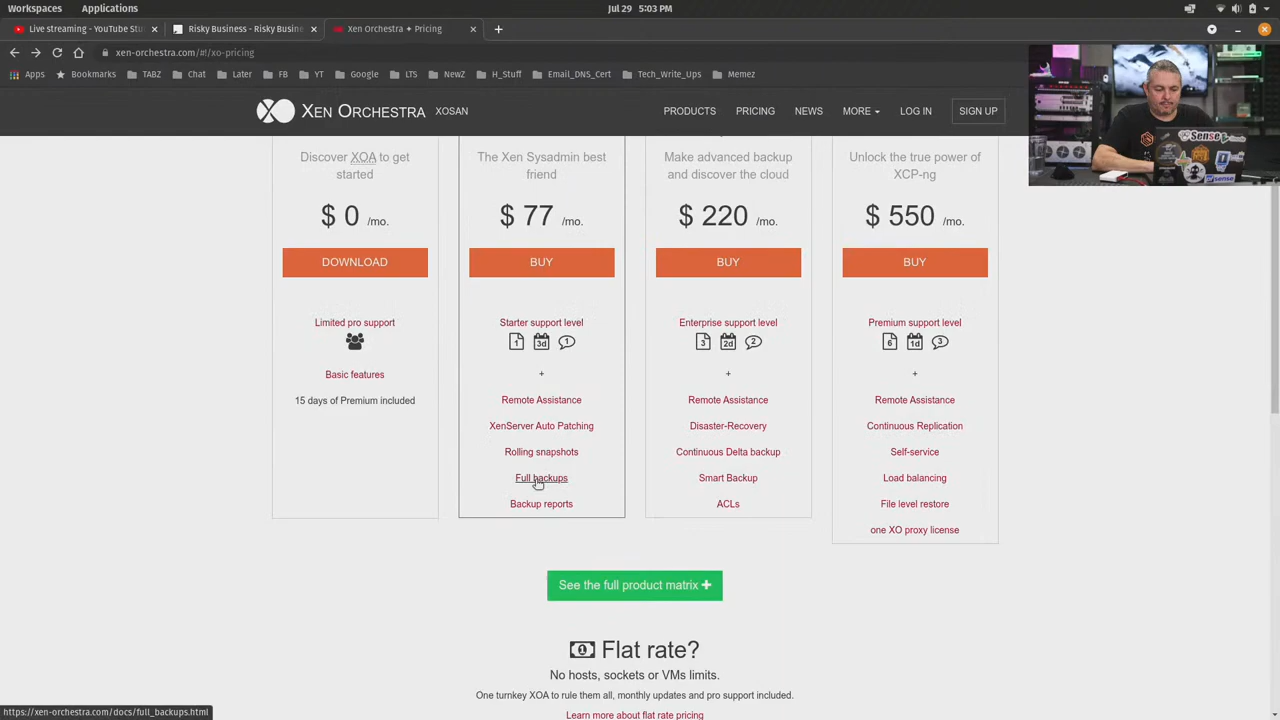 Workspaces Applications Jul 29 5:03 PM
Live streaming - YouTube Stu Risky Business - Risky Busine Xen Orchestra ✦ Pricing
xen-orchestra.com/#!/xo-pricing
Apps Bookmarks TABZ Chat Later FB YT Google LTS NewZ H_Stuff Email_DNS_Cert Tech_Write_Ups Memez
XEN ORCHESTRA XOSAN PRODUCTS PRICING NEWS MORE LOG IN SIGN UP
Discover XOA to get
started
The Xen Sysadmin best
friend
Make advanced backup
and discover the cloud
Unlock the true power of
XCP-ng
$ 0 /mo. $ 77 /mo. $ 220 /mo. $ 550 /mo.
DOWNLOAD BUY BUY BUY
Limited pro support Starter support level Enterprise support level Premium support level
1 3d 1 3 2d 2 6 1d 3
Basic features + + +
15 days of Premium included Remote Assistance Remote Assistance Remote Assistance
XenServer Auto Patching Disaster-Recovery Continuous Replication
Rolling snapshots Continuous Delta backup Self-service
Full backups Smart Backup Load balancing
Backup reports ACLs File level restore
one XO proxy license
See the full product matrix +
Flat rate?
No hosts, sockets or VMs limits.
One turnkey XOA to rule them all, monthly updates and pro support included.
Learn more about flat rate pricing
https://xen-orchestra.com/docs/full_backups.html